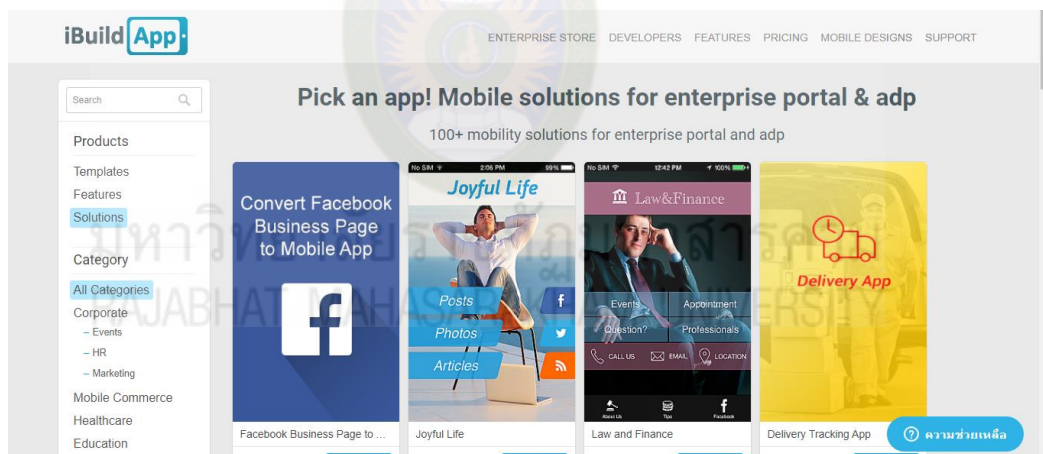 iBuild App
ENTERPRISE STORE DEVELOPERS FEATURES PRICING MOBILE DESIGNS SUPPORT
Search
Products
Templates
Features
Solutions
Category
All Categories
Corporate
– Events
– HR
– Marketing
Mobile Commerce
Healthcare
Education
Pick an app! Mobile solutions for enterprise portal & adp
100+ mobility solutions for enterprise portal and adp
Convert Facebook
Business Page
to Mobile App
Facebook Business Page to ...
No SIM 2:06 PM 99%
Joyful Life
Posts
Photos
Articles
Joyful Life
No SIM 12:42 PM 100%
Law&Finance
Events Appointment
Question? Professionals
CALL US EMAIL LOCATION
About Us Tips Facebook
Law and Finance
Delivery App
Delivery Tracking App
ความช่วยเหลือ